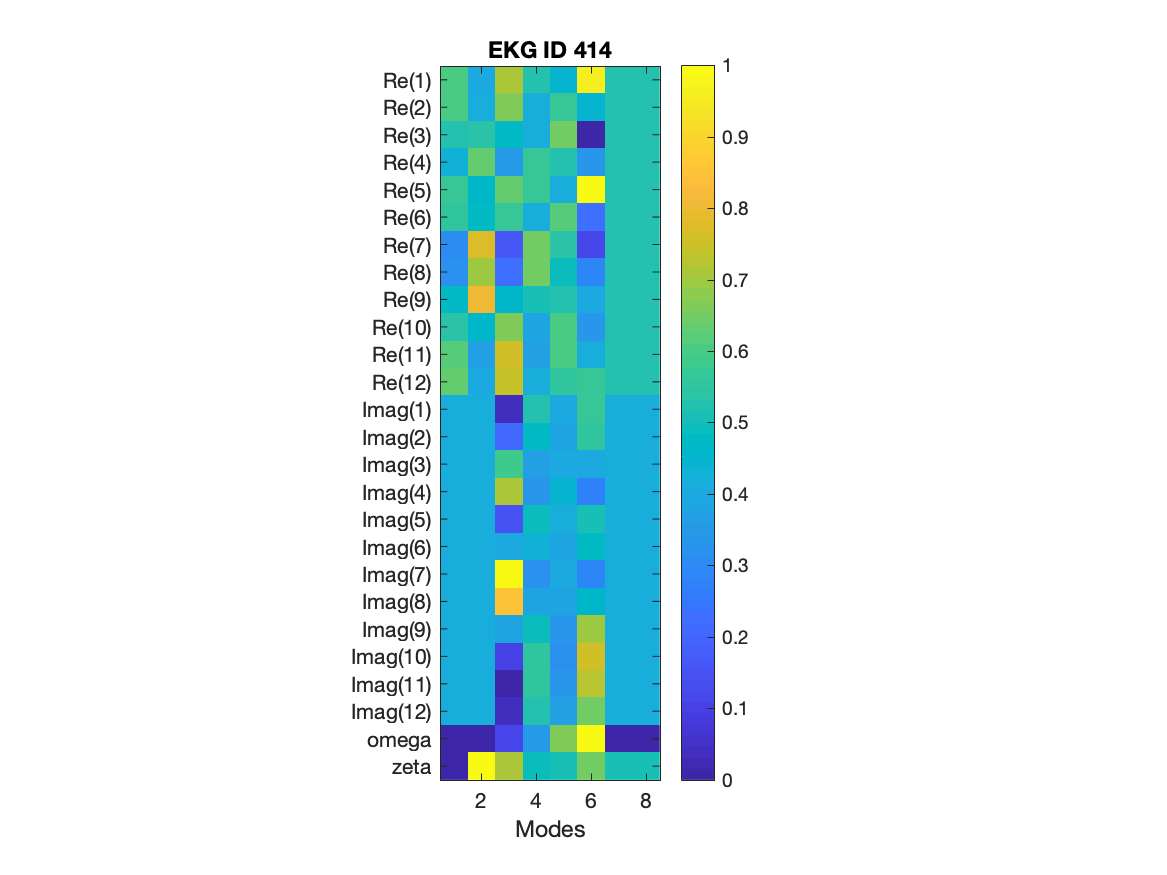 EKG ID 414
Re(1)
Re(2)
Re(3)
Re(4)
Re(5)
Re(6)
Re(7)
Re(8)
Re(9)
Re(10)
Re(11)
Re(12)
Imag(1)
Imag(2)
Imag(3)
Imag(4)
Imag(5)
Imag(6)
Imag(7)
Imag(8)
Imag(9)
Imag(10)
Imag(11)
Imag(12)
omega
zeta
2 4 6 8
Modes
1
0.9
0.8
0.7
0.6
0.5
0.4
0.3
0.2
0.1
0